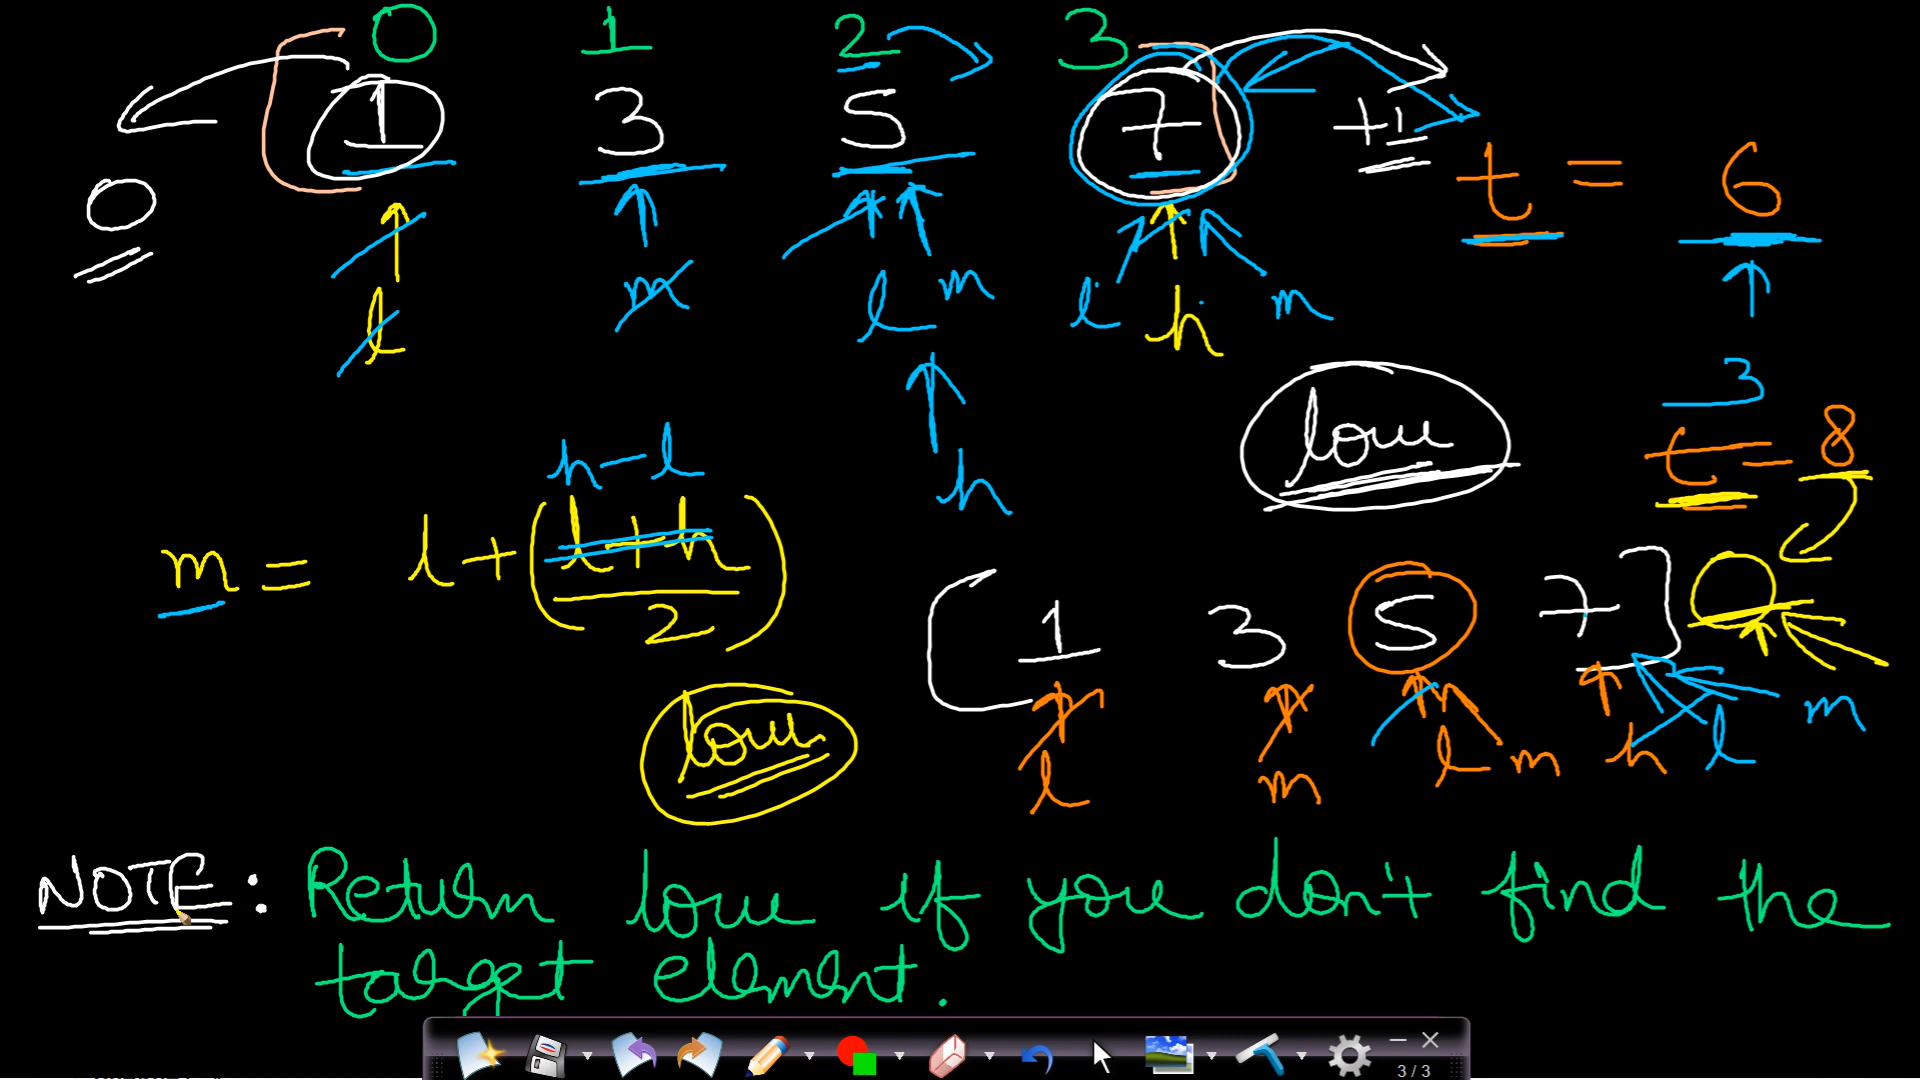 0 1 2 3
1 3 5 7 +1
0
t = 6
l m l m l h m
h
3
t = 8
low
h-l
m = l + (l+h/2)
1 3 5 7
l m l m h l m
low
NOTE: Return low if you don't find the
target element.
3 / 3